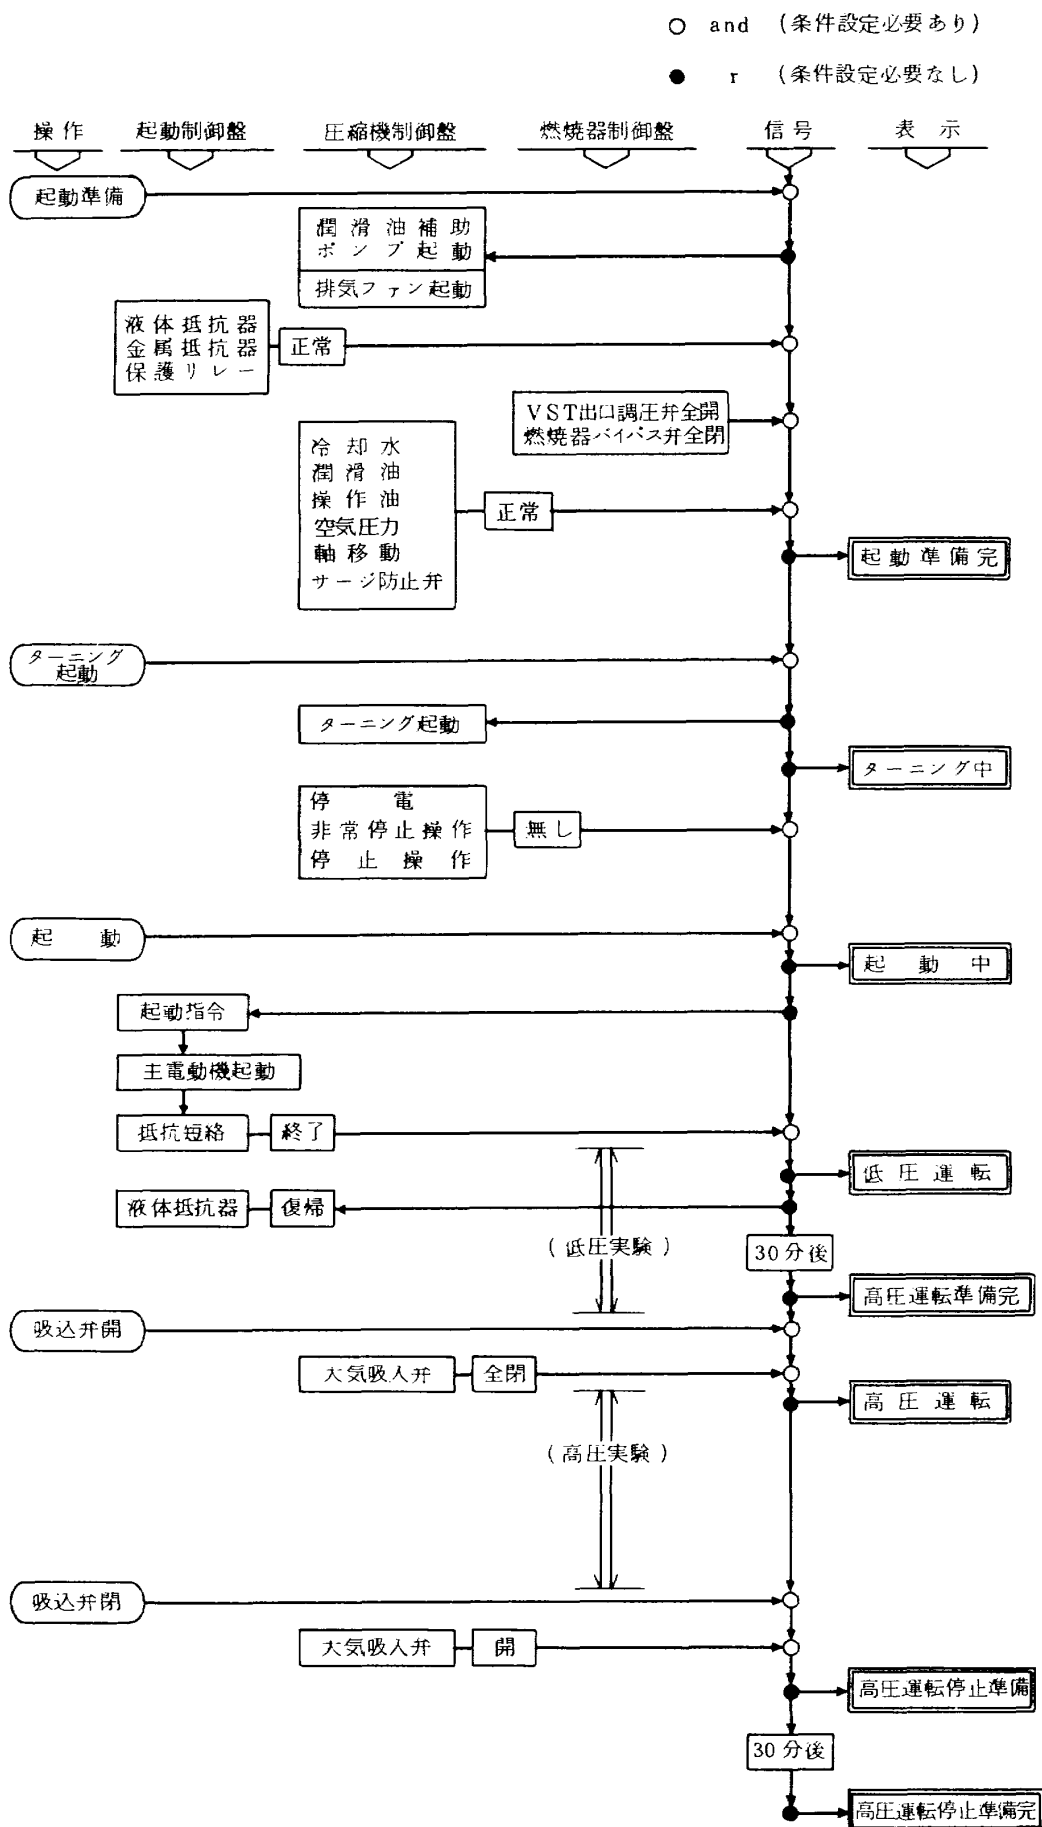 ○ and (条件設定必要あり)
● r (条件設定必要なし)
操作 起動制御盤 圧縮機制御盤 燃焼器制御盤 信号 表示
起動準備
潤滑油補助
ポンプ起動
排気ファン起動
液体抵抗器
金属抵抗器
保護リレー
正常
VST出口調圧弁全開
燃焼器バイパス弁全閉
冷却水
潤滑油
操作油
空気圧力
軸移動
サージ防止弁
正常
起動準備完
ターニング
起動
ターニング起動
ターニング中
停電
非常停止操作
停止操作
無し
起動
起動中
起動指令
主電動機起動
抵抗短絡 終了
低圧運転
液体抵抗器 復帰
(低圧実験)
30分後
高圧運転準備完
吸込弁開
大気吸入弁 全閉
高圧運転
(高圧実験)
吸込弁閉
大気吸入弁 開
高圧運転停止準備
30分後
高圧運転停止準備完